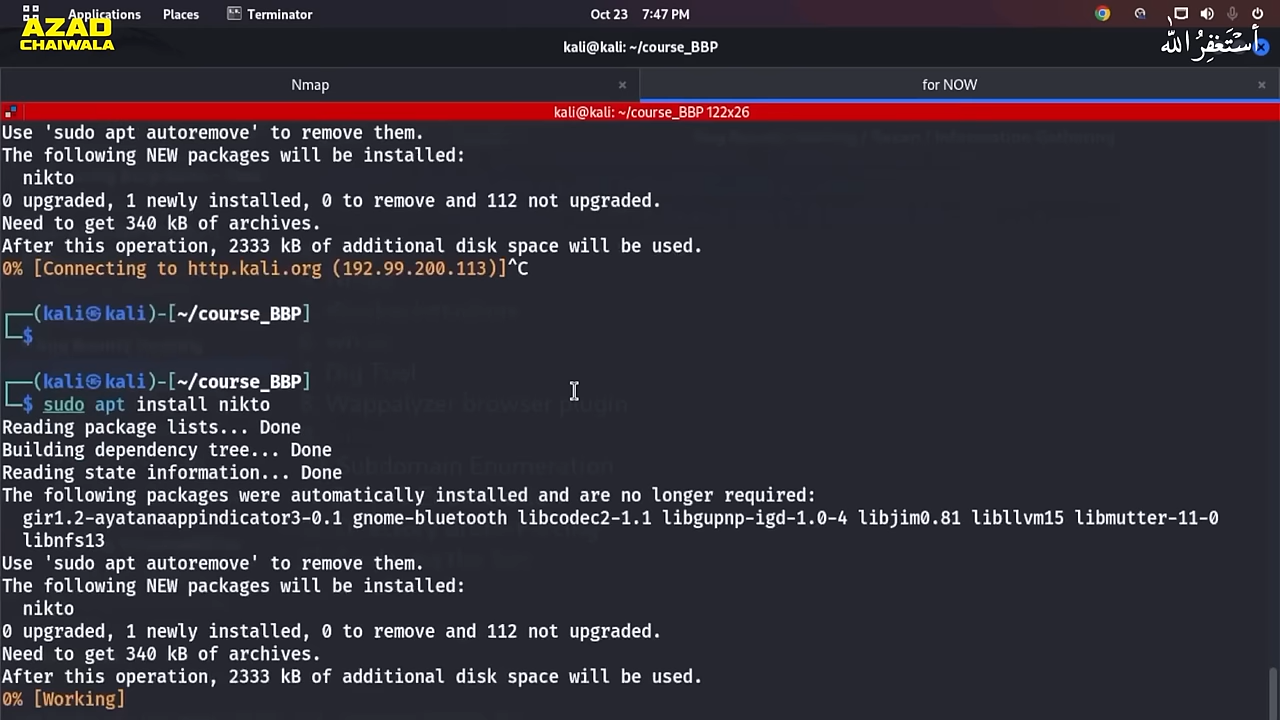 Applications Places Terminator Oct 23 7:47 PM
AZAD
CHAIWALA
أستغفر الله
kali@kali: ~/course_BBP
Nmap × for NOW ×
kali@kali: ~/course_BBP 122x26
Use 'sudo apt autoremove' to remove them.
The following NEW packages will be installed:
nikto
0 upgraded, 1 newly installed, 0 to remove and 112 not upgraded.
Need to get 340 kB of archives.
After this operation, 2333 kB of additional disk space will be used.
0% [Connecting to http.kali.org (192.99.200.113)]^C
┌──(kali㉿kali)-[~/course_BBP]
└─$
┌──(kali㉿kali)-[~/course_BBP]
└─$ sudo apt install nikto
Reading package lists... Done
Building dependency tree... Done
Reading state information... Done
The following packages were automatically installed and are no longer required:
gir1.2-ayatanaappindicator3-0.1 gnome-bluetooth libcodec2-1.1 libgupnp-igd-1.0-4 libjim0.81 libllvm15 libmutter-11-0
libnfs13
Use 'sudo apt autoremove' to remove them.
The following NEW packages will be installed:
nikto
0 upgraded, 1 newly installed, 0 to remove and 112 not upgraded.
Need to get 340 kB of archives.
After this operation, 2333 kB of additional disk space will be used.
0% [Working]
Dig Tool
Wappalyzer browser plugin
Subdomain Enumeration